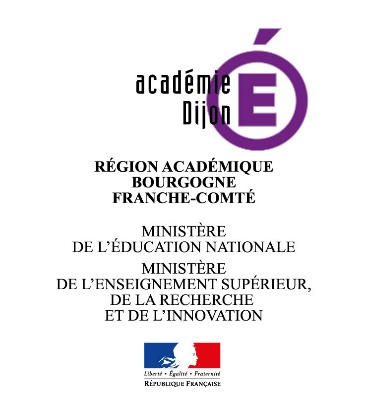 académie
Dijon
É
RÉGION ACADÉMIQUE
BOURGOGNE
FRANCHE-COMTÉ
MINISTÈRE
DE L'ÉDUCATION NATIONALE
MINISTÈRE
DE L'ENSEIGNEMENT SUPÉRIEUR,
DE LA RECHERCHE
ET DE L'INNOVATION
Liberté • Égalité • Fraternité
RÉPUBLIQUE FRANÇAISE